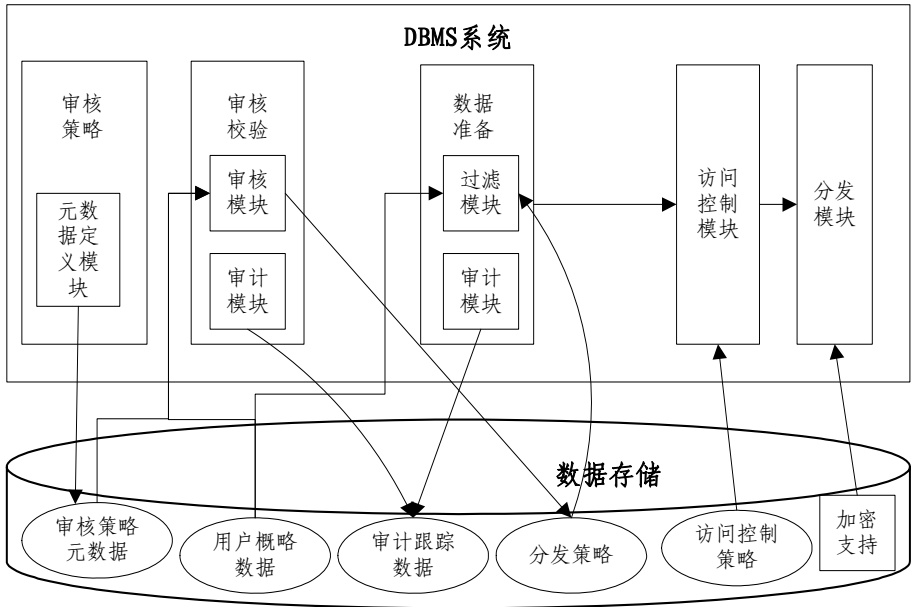 DBMS系统
审核
策略
元数
据定
义模
块
审核
校验
审核
模块
审计
模块
数据
准备
过滤
模块
审计
模块
访问
控制
模块
分发
模块
数据存储
审核策略
元数据
用户概略
数据
审计跟踪
数据
分发策略
访问控制
策略
加密
支持